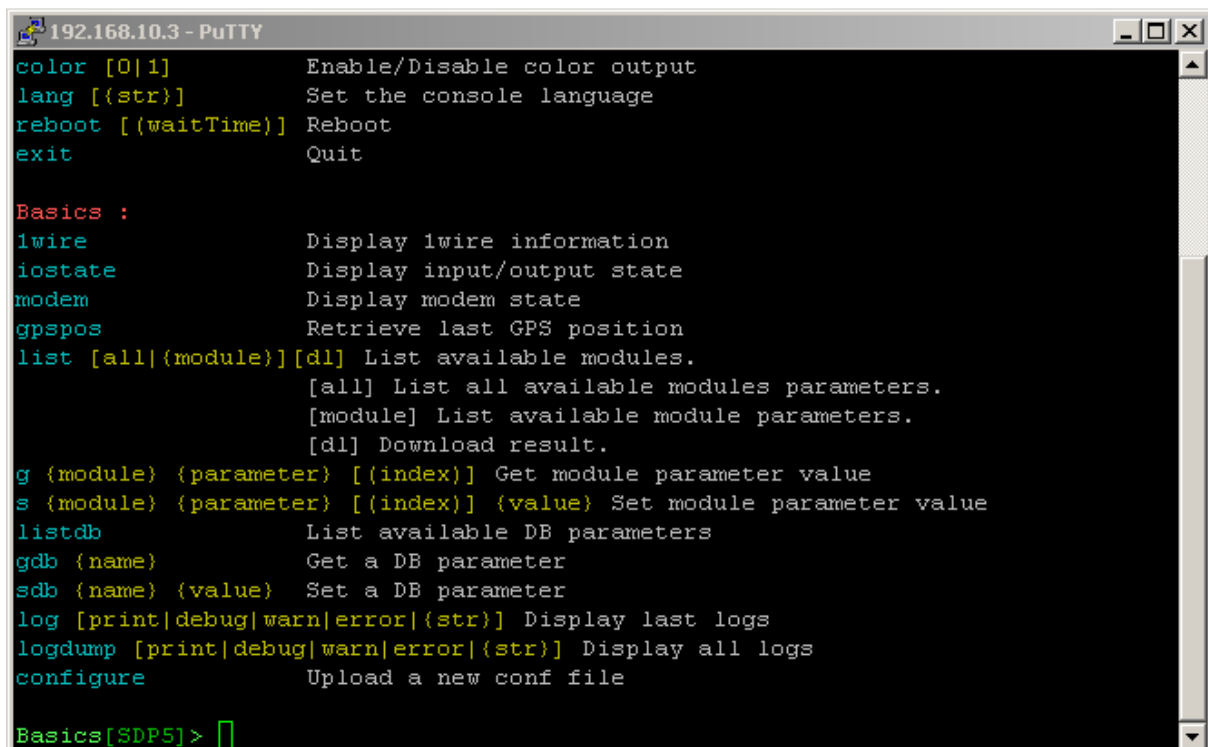 192.168.10.3 - PuTTY
color [0|1] Enable/Disable color output
lang [{str}] Set the console language
reboot [(waitTime)] Reboot
exit Quit
Basics :
1wire Display 1wire information
iostate Display input/output state
modem Display modem state
gpspos Retrieve last GPS position
list [all|{module}][dl] List available modules.
[all] List all available modules parameters.
[module] List available module parameters.
[dl] Download result.
g {module} {parameter} [(index)] Get module parameter value
s {module} {parameter} [(index)] {value} Set module parameter value
listdb List available DB parameters
gdb {name} Get a DB parameter
sdb {name} {value} Set a DB parameter
log [print|debug|warn|error|{str}] Display last logs
logdump [print|debug|warn|error|{str}] Display all logs
configure Upload a new conf file
Basics[SDP5]>